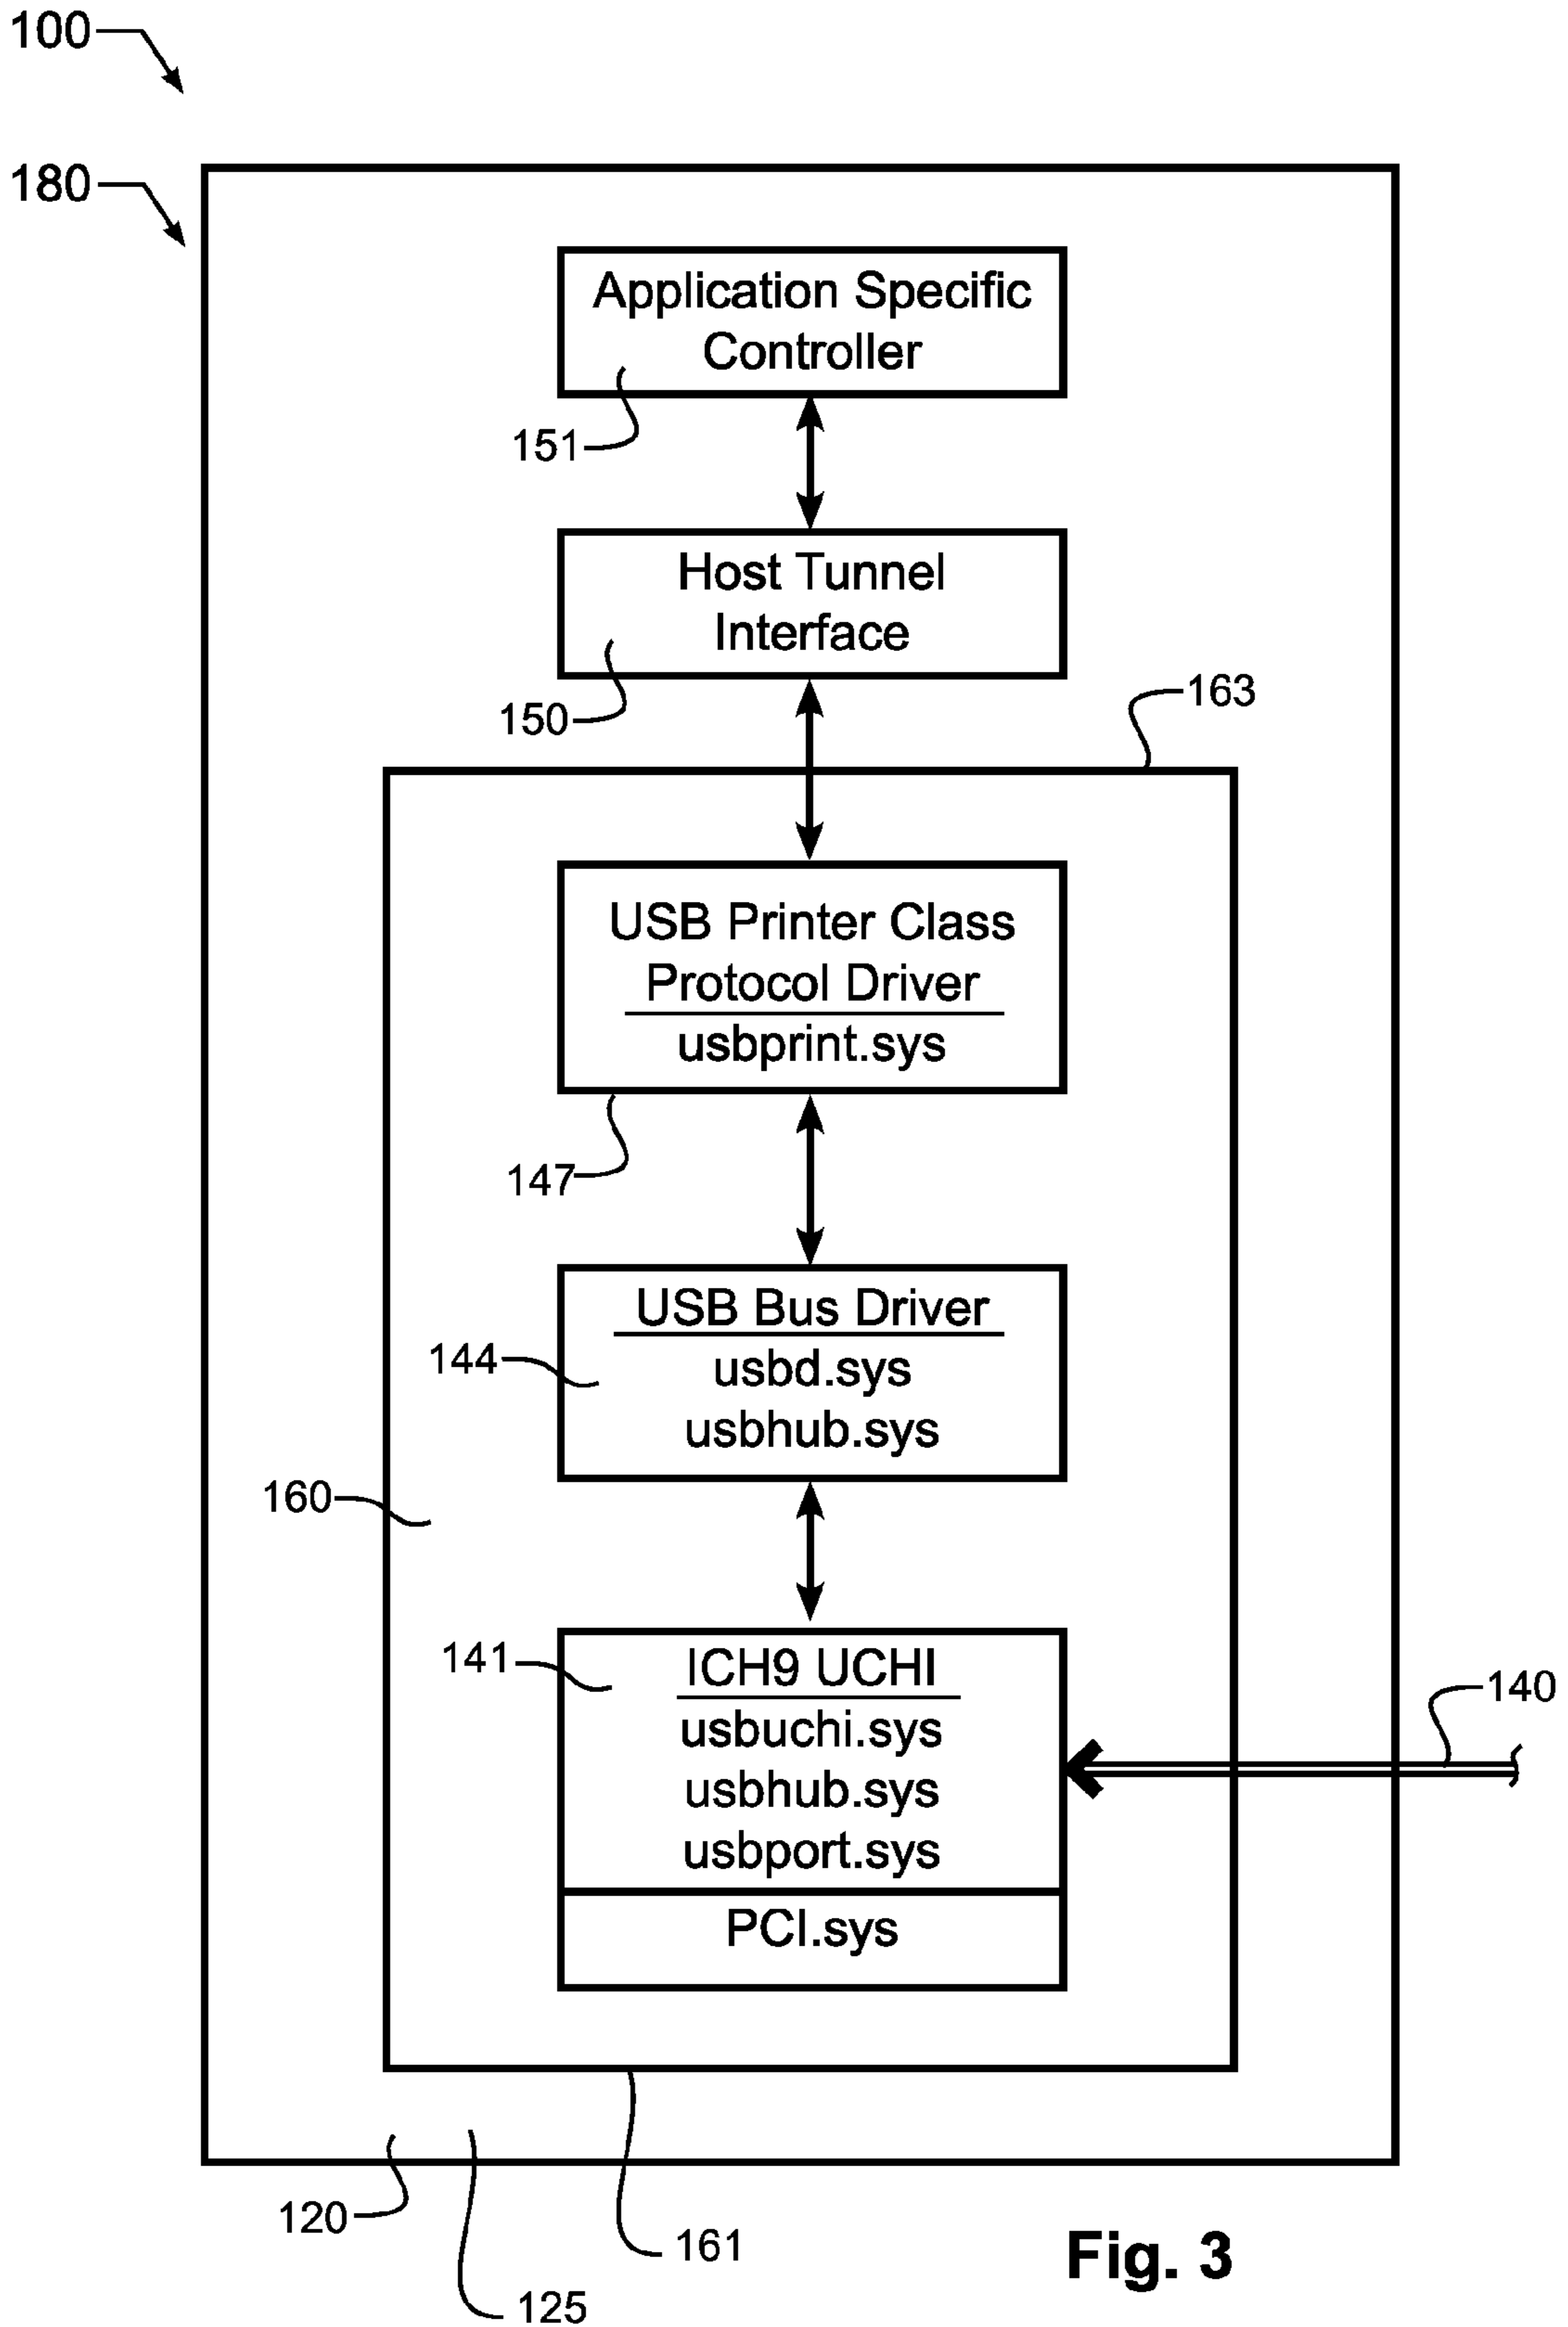 100
180
Application Specific
Controller
151
Host Tunnel
Interface
150
163
USB Printer Class
Protocol Driver
usbprint.sys
147
USB Bus Driver
144
usbd.sys
usbhub.sys
160
141
ICH9 UCHI
usbuchi.sys
140
usbhub.sys
usbport.sys
PCI.sys
120
161
125
Fig. 3